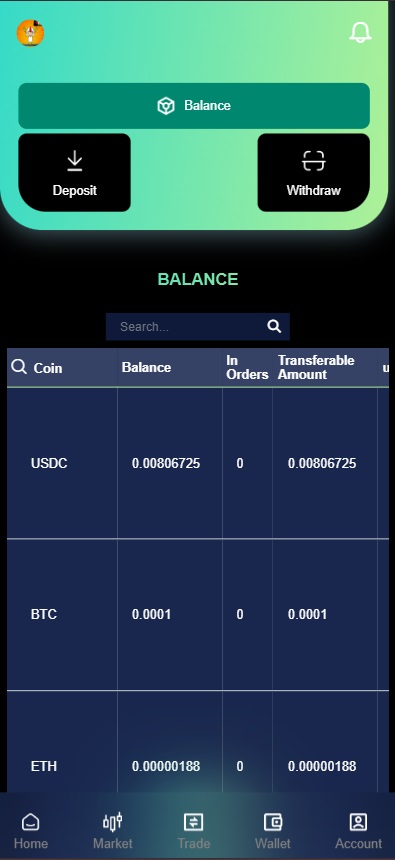 Balance
Deposit
Withdraw
BALANCE
Search...
Coin
Balance
In Orders
Transferable Amount
USDC
0.00806725
0
0.00806725
BTC
0.0001
0
0.0001
ETH
0.00000188
0
0.00000188
Home
Market
Trade
Wallet
Account